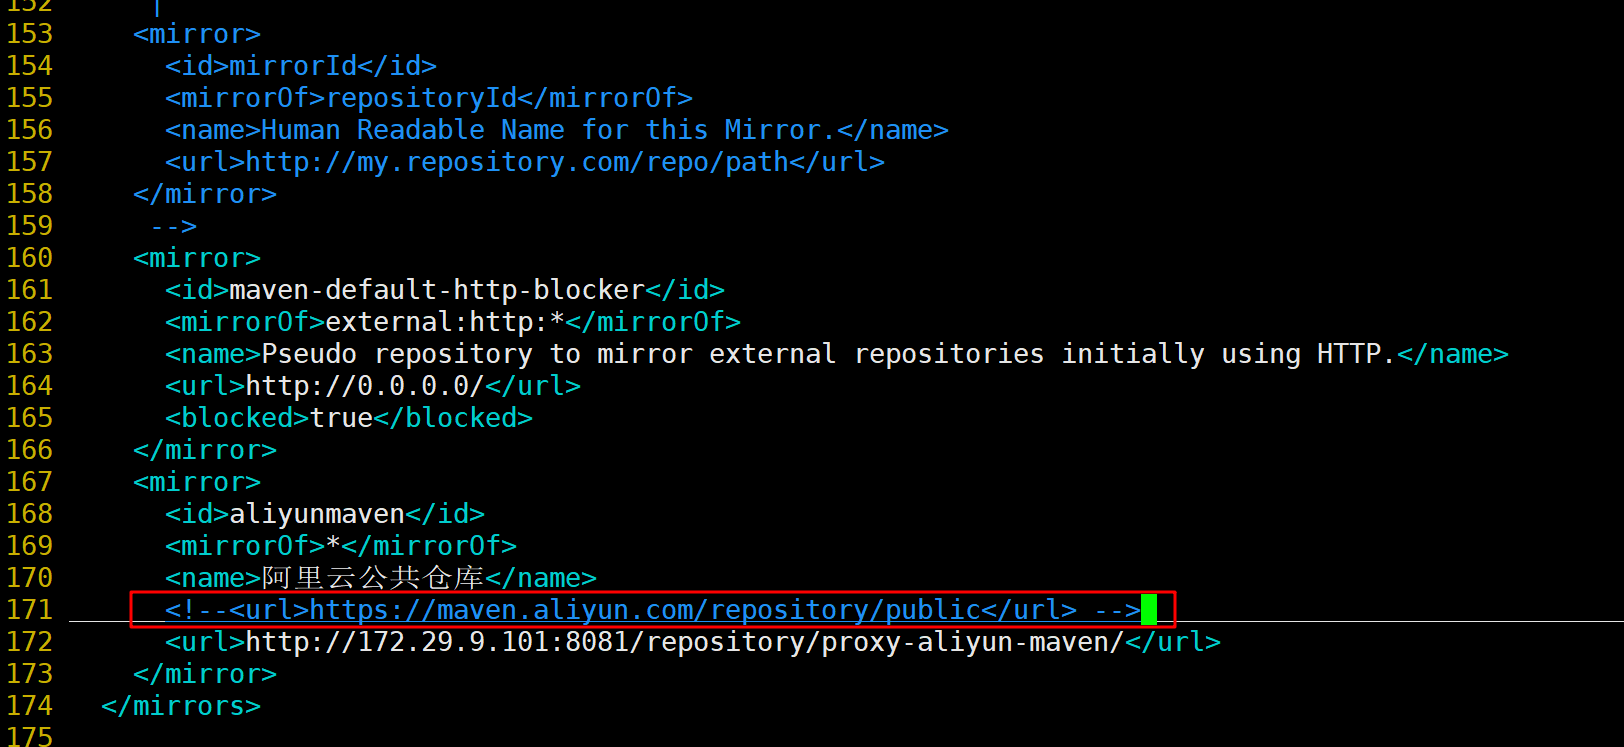 152          |
153     <mirror>
154       <id>mirrorId</id>
155       <mirrorOf>repositoryId</mirrorOf>
156       <name>Human Readable Name for this Mirror.</name>
157       <url>http://my.repository.com/repo/path</url>
158     </mirror>
159      -->
160     <mirror>
161       <id>maven-default-http-blocker</id>
162       <mirrorOf>external:http:*</mirrorOf>
163       <name>Pseudo repository to mirror external repositories initially using HTTP.</name>
164       <url>http://0.0.0.0/</url>
165       <blocked>true</blocked>
166     </mirror>
167     <mirror>
168       <id>aliyunmaven</id>
169       <mirrorOf>*</mirrorOf>
170       <name>阿里云公共仓库</name>
171       <!--<url>https://maven.aliyun.com/repository/public</url> -->
172       <url>http://172.29.9.101:8081/repository/proxy-aliyun-maven/</url>
173     </mirror>
174   </mirrors>
175